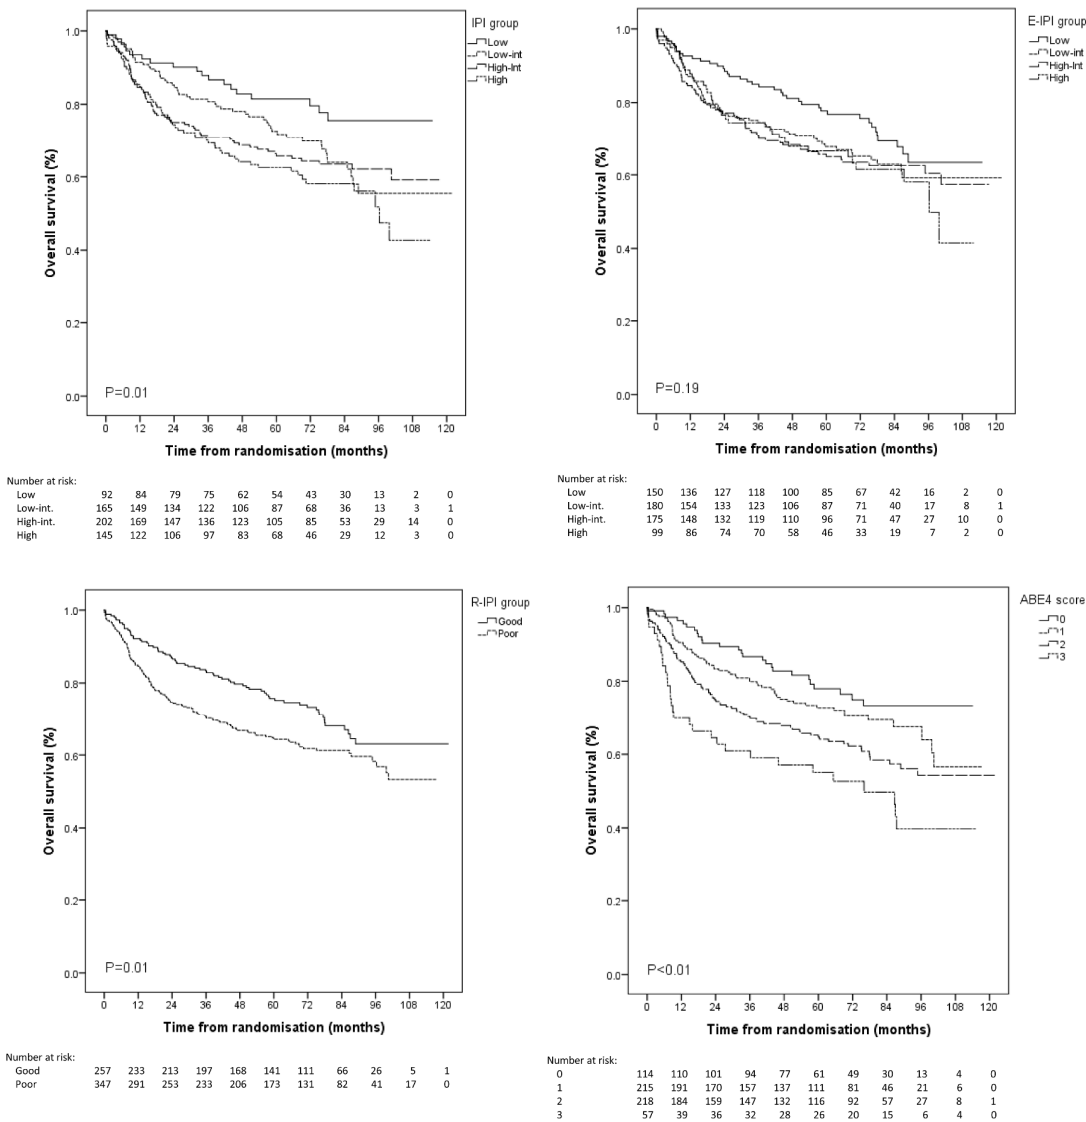 IPI group
Low
Low-int
High-Int
High
1.0
0.8
0.6
0.4
0.2
0.0
Overall survival (%)
P=0.01
0 12 24 36 48 60 72 84 96 108 120
Time from randomisation (months)
Number at risk:
Low 92 84 79 75 62 54 43 30 13 2 0
Low-int. 165 149 134 122 106 87 68 36 13 3 1
High-int. 202 169 147 136 123 105 85 53 29 14 0
High 145 122 106 97 83 68 46 29 12 3 0
E-IPI group
Low
Low-int
High-Int
High
1.0
0.8
0.6
0.4
0.2
0.0
Overall survival (%)
P=0.19
0 12 24 36 48 60 72 84 96 108 120
Time from randomisation (months)
Number at risk:
Low 150 136 127 118 100 85 67 42 16 2 0
Low-int. 180 154 133 123 106 87 71 40 17 8 1
High-int. 175 148 132 119 110 96 71 47 27 10 0
High 99 86 74 70 58 46 33 19 7 2 0
R-IPI group
Good
Poor
1.0
0.8
0.6
0.4
0.2
0.0
Overall survival (%)
P=0.01
0 12 24 36 48 60 72 84 96 108 120
Time from randomisation (months)
Number at risk:
Good 257 233 213 197 168 141 111 66 26 5 1
Poor 347 291 253 233 206 173 131 82 41 17 0
ABE4 score
0
1
2
3
1.0
0.8
0.6
0.4
0.2
0.0
Overall survival (%)
P<0.01
0 12 24 36 48 60 72 84 96 108 120
Time from randomisation (months)
Number at risk:
0 114 110 101 94 77 61 49 30 13 4 0
1 215 191 170 157 137 111 81 46 21 6 0
2 218 184 159 147 132 116 92 57 27 8 1
3 57 39 36 32 28 26 20 15 6 4 0